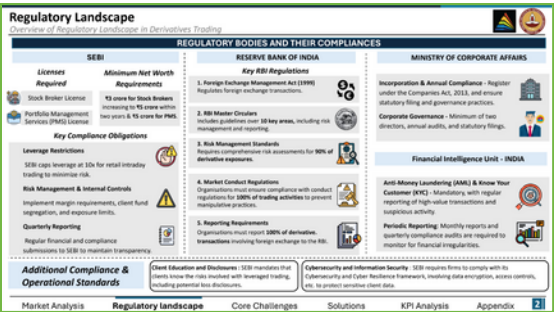 Regulatory Landscape
Overview of Regulatory Landscape in Derivatives Trading
REGULATORY BODIES AND THEIR COMPLIANCES
SEBI
Licenses
Required
Stock Broker License
Portfolio Management
Services (PMS) License
Minimum Net Worth
Requirements
₹3 crore for Stock Brokers
increasing to ₹5 crore within
two years & ₹5 crore for PMS.
Key Compliance Obligations
Leverage Restrictions
SEBI caps leverage at 10x for retail intraday
trading to minimize risk.
Risk Management & Internal Controls
Implement margin requirements, client fund
segregation, and exposure limits.
Quarterly Reporting
Regular financial and compliance
submissions to SEBI to maintain transparency.
RESERVE BANK OF INDIA
Key RBI Regulations
1. Foreign Exchange Management Act (1999)
Regulates foreign exchange transactions.
2. RBI Master Circulars
Includes guidelines over 10 key areas, including risk
management and reporting.
3. Risk Management Standards
Requires comprehensive risk assessments for 90% of
derivative exposures.
4. Market Conduct Regulations
Organisations must ensure compliance with conduct
regulations for 100% of trading activities to prevent
manipulative practices.
5. Reporting Requirements
Organisations must report 100% of derivative.
transactions involving foreign exchange to the RBI.
MINISTRY OF CORPORATE AFFAIRS
Incorporation & Annual Compliance - Register
under the Companies Act, 2013, and ensure
statutory filing and governance practices.
Corporate Governance - Minimum of two
directors, annual audits, and statutory filings.
Financial Intelligence Unit - INDIA
Anti-Money Laundering (AML) & Know Your
Customer (KYC) - Mandatory, with regular
reporting of high-value transactions and
suspicious activity
Periodic Reporting: Monthly reports and
quarterly compliance audits are required to
monitor for financial irregularities.
Additional Compliance &
Operational Standards
Client Education and Disclosures : SEBI mandates that
clients know the risks involved with leveraged trading,
including potential loss disclosures.
Cybersecurity and Information Security : SEBI requires firms to comply with its
Cybersecurity and Cyber Resilience framework, involving data encryption, access controls,
etc. to protect sensitive client data.
Market Analysis
Regulatory landscape
Core Challenges
Solutions
KPI Analysis
Appendix
2